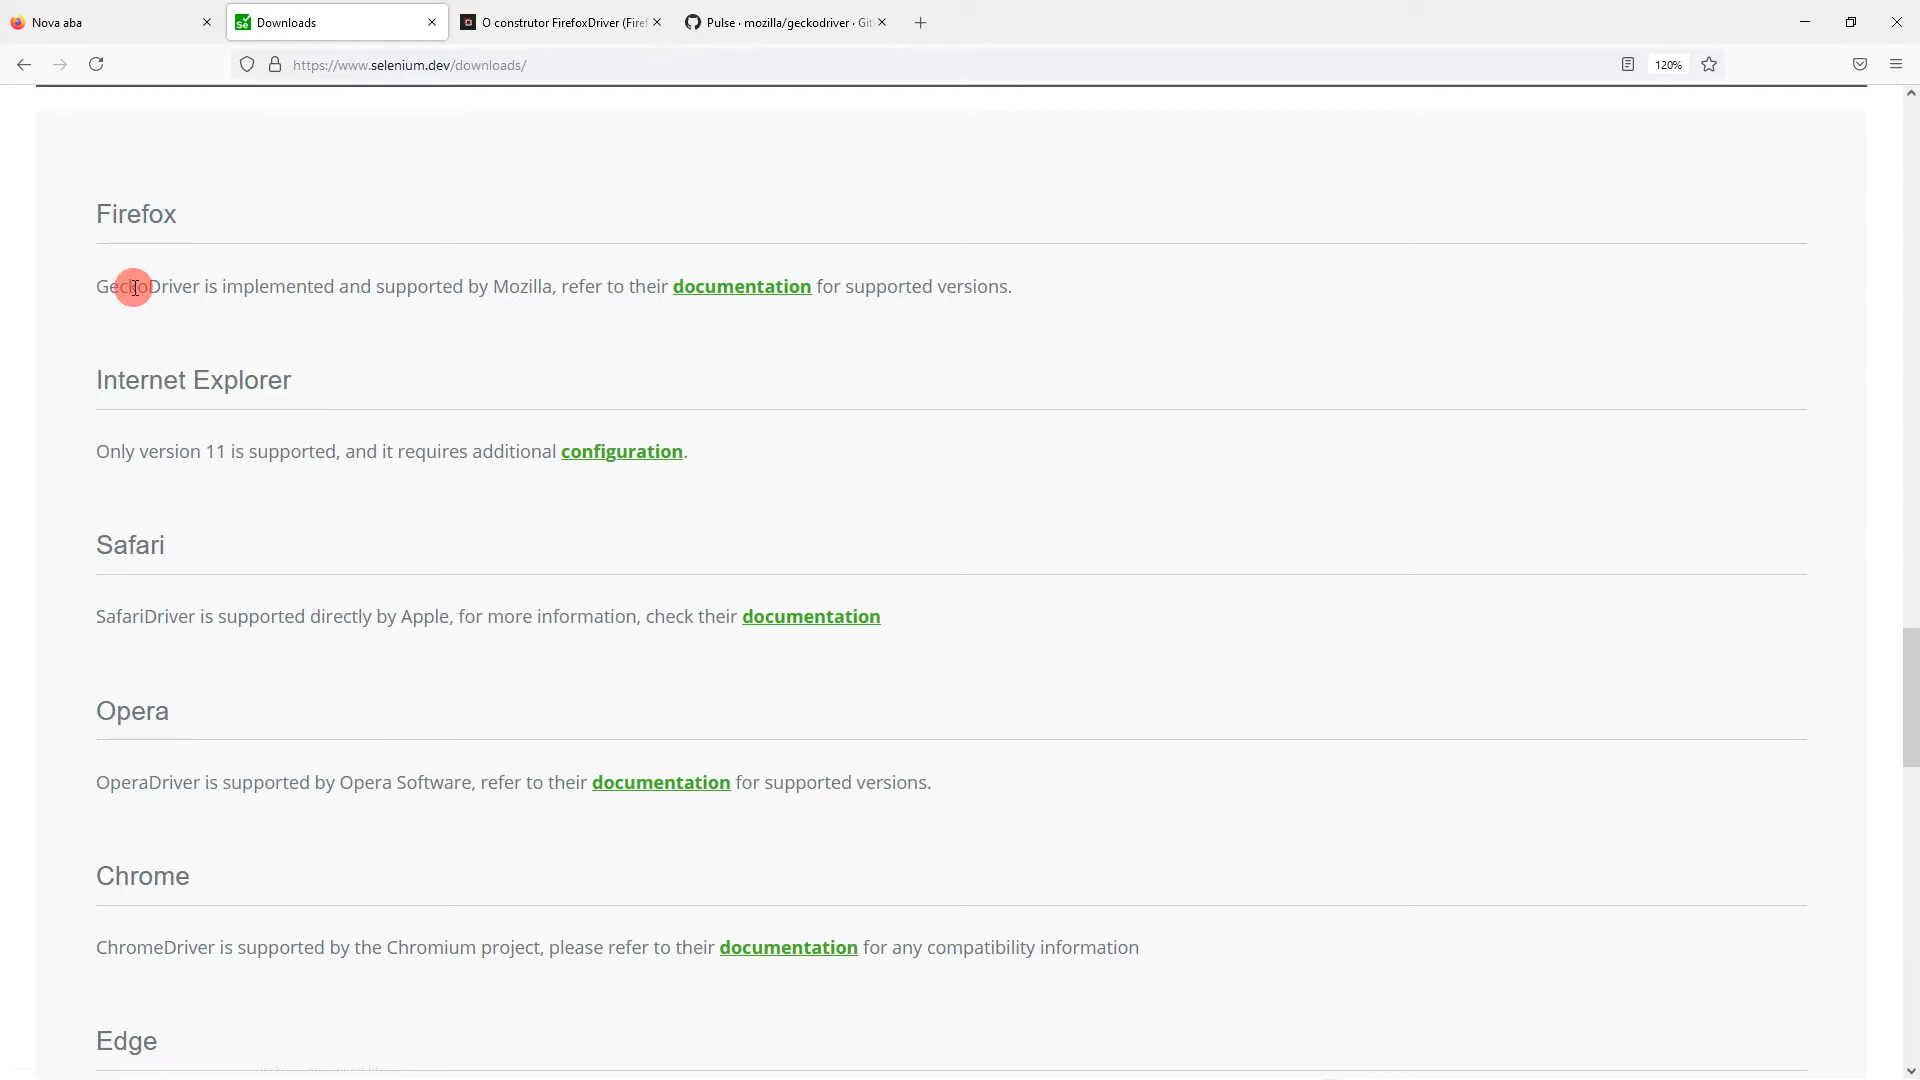 Nova aba
Downloads
O construtor FirefoxDriver (Firef
Pulse · mozilla/geckodriver · Git
https://www.selenium.dev/downloads/
120%
Firefox
GeckoDriver is implemented and supported by Mozilla, refer to their documentation for supported versions.
Internet Explorer
Only version 11 is supported, and it requires additional configuration.
Safari
SafariDriver is supported directly by Apple, for more information, check their documentation
Opera
OperaDriver is supported by Opera Software, refer to their documentation for supported versions.
Chrome
ChromeDriver is supported by the Chromium project, please refer to their documentation for any compatibility information
Edge